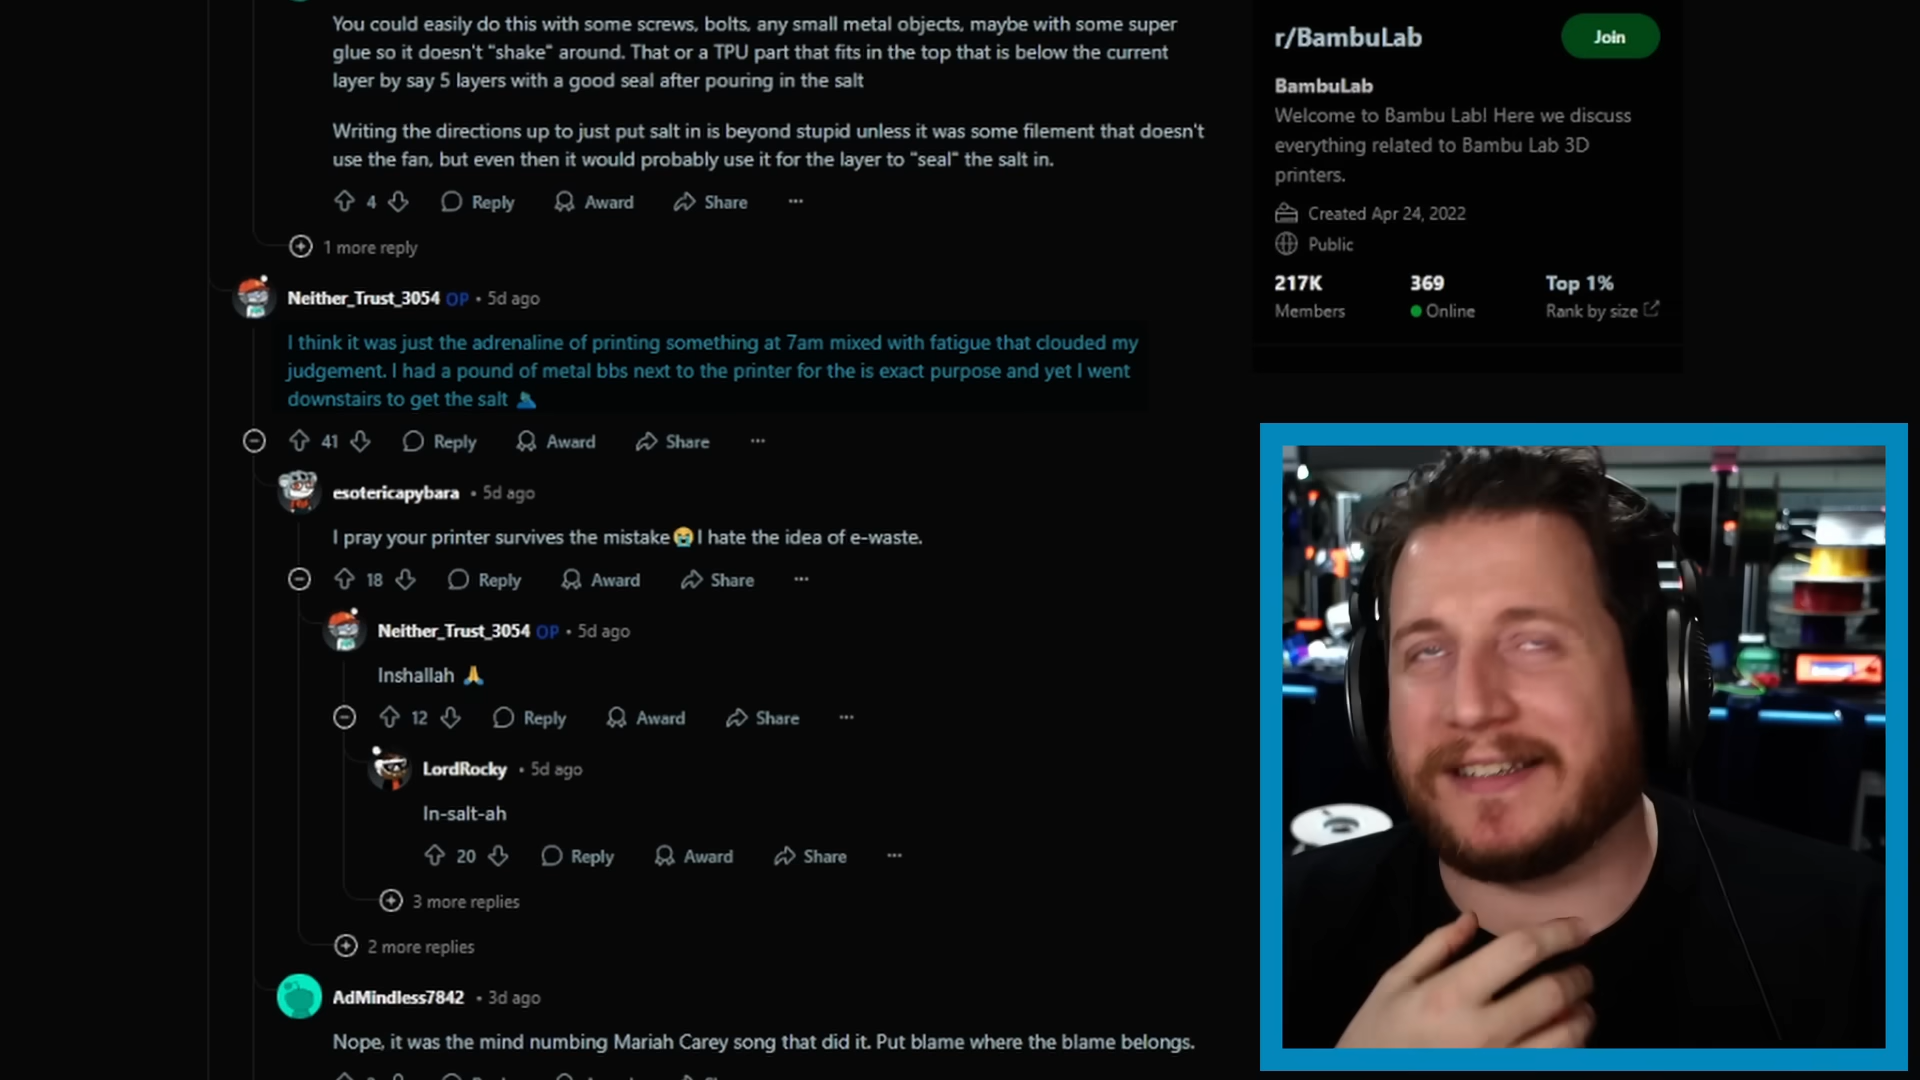 You could easily do this with some screws, bolts, any small metal objects, maybe with some super
glue so it doesn't "shake" around. That or a TPU part that fits in the top that is below the current
layer by say 5 layers with a good seal after pouring in the salt
Writing the directions up to just put salt in is beyond stupid unless it was some filement that doesn't
use the fan, but even then it would probably use it for the layer to "seal" the salt in.
4 Reply Award Share ...
1 more reply
Neither_Trust_3054 OP • 5d ago
I think it was just the adrenaline of printing something at 7am mixed with fatigue that clouded my
judgement. I had a pound of metal bbs next to the printer for the is exact purpose and yet I went
downstairs to get the salt
41 Reply Award Share ...
esotericapybara • 5d ago
I pray your printer survives the mistake😭I hate the idea of e-waste.
18 Reply Award Share ...
Neither_Trust_3054 OP • 5d ago
Inshallah 🙏
12 Reply Award Share ...
LordRocky • 5d ago
In-salt-ah
20 Reply Award Share ...
3 more replies
2 more replies
AdMindless7842 • 3d ago
Nope, it was the mind numbing Mariah Carey song that did it. Put blame where the blame belongs.
r/BambuLab
Join
BambuLab
Welcome to Bambu Lab! Here we discuss
everything related to Bambu Lab 3D
printers.
Created Apr 24, 2022
Public
217K 369 Top 1%
Members Online Rank by size